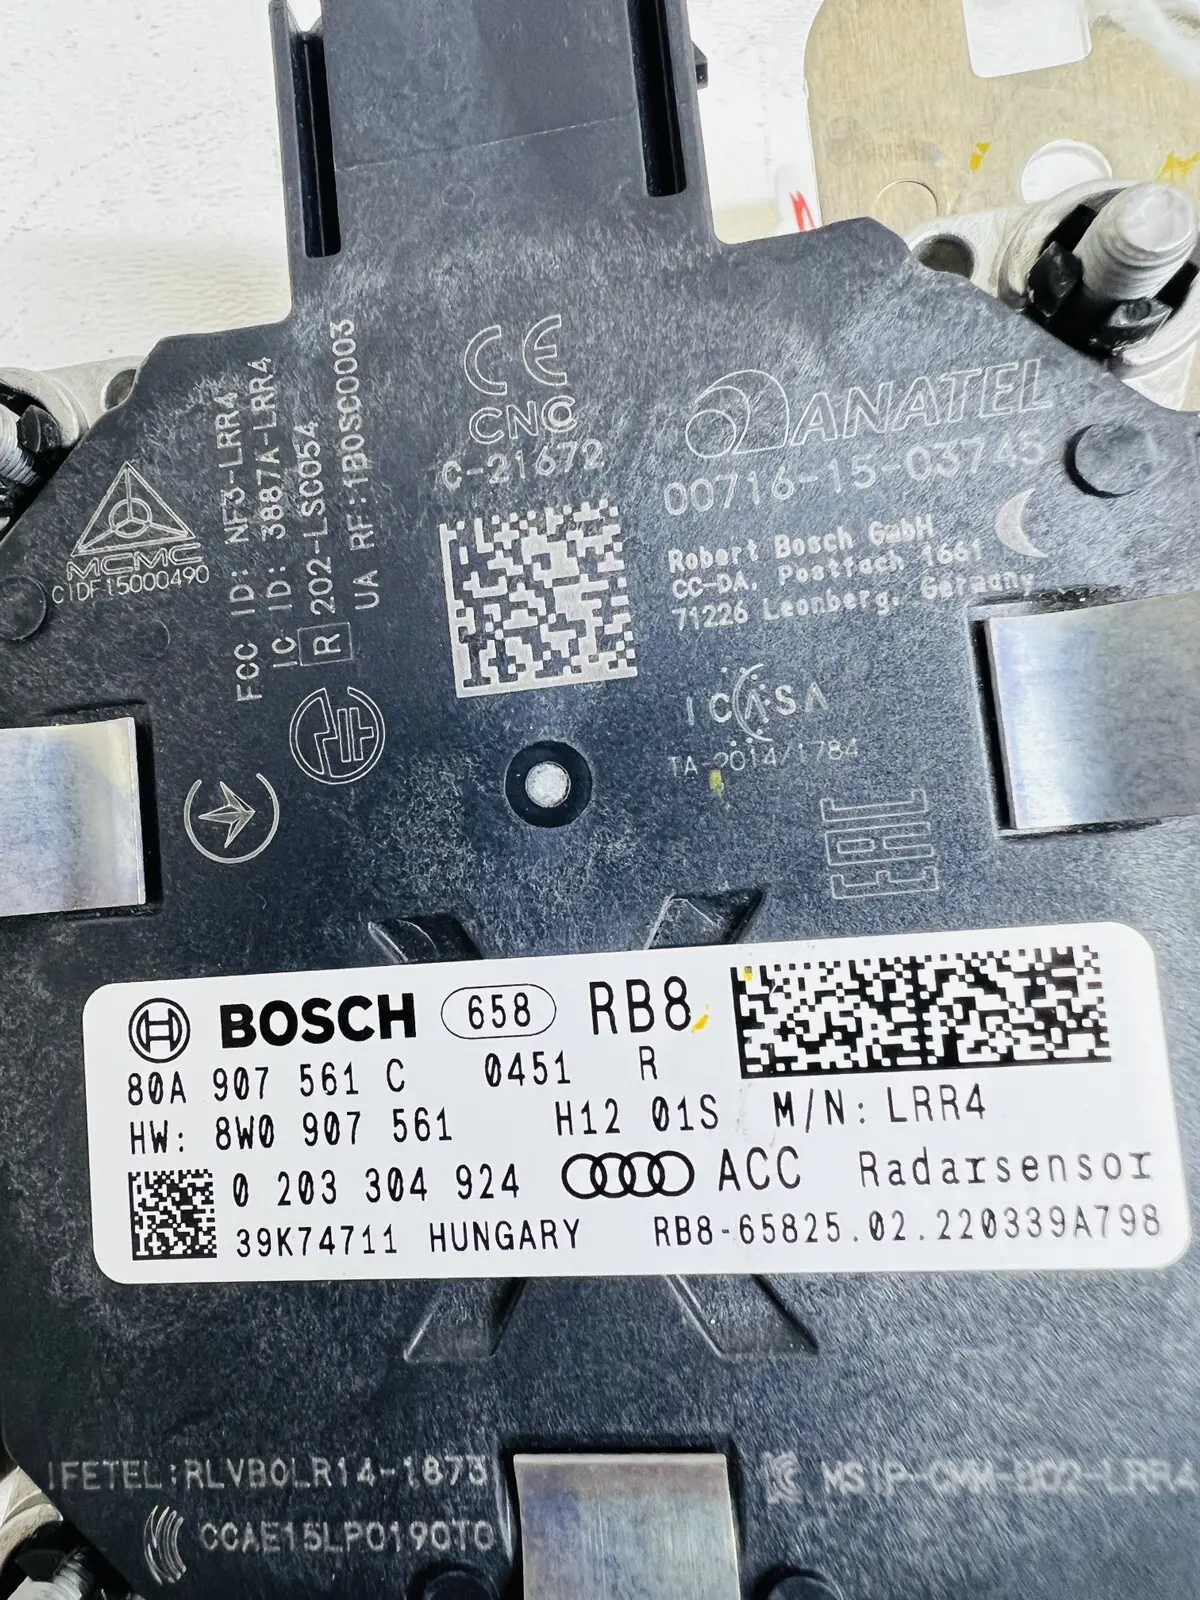 MCMC
CIDF15000490
FCC ID: NF3-LRR4
IC ID: 3887A-LRR4
R 202-LSC054
UA RF:1BOSC0003
CE
CNC
C-21672
ANATEL
00716-15-03745
Robert Bosch GmbH
CC-DA, Postfach 1661
71226 Leonberg, Germany
ICASA
TA-2014/1784
EAC
BOSCH 658 RB8
80A 907 561 C 0451 R
HW: 8W0 907 561 H12 01S M/N: LRR4
0 203 304 924 ACC Radarsensor
39K74711 HUNGARY RB8-65825.02.220339A798
IFETEL:RLVBOLR14-1873
MSIP-CMM-BO2-LRR4
CCAE15LP0190T0